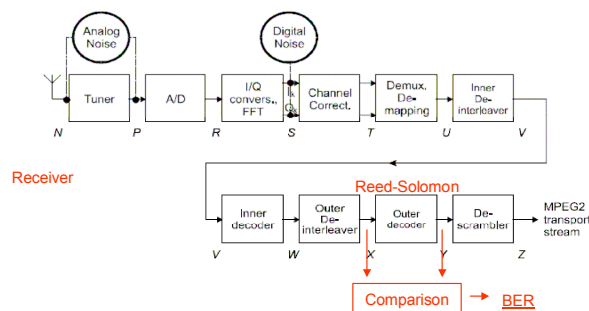 Analog
Noise
Digital
Noise
Tuner
A/D
I/Q
convers.,
FFT
I
Q
Channel
Correct.
Demux,
De-
mapping
Inner
De-
interleaver
N
P
R
S
T
U
V
Receiver
Reed-Solomon
Inner
decoder
Outer
De-
interleaver
Outer
decoder
De-
scrambler
MPEG2
transport
stream
V
W
X
Y
Z
Comparison
BER